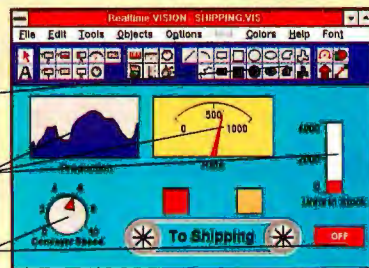 Realtime VISION - SHIPPING.VIS
File Edit Tools Objects Options Colors Help Font
A
500
0 1000
4000
2000
0
Production
Units in Stock
4 6
2 8
0 10
Conveyor Speed
To Shipping
OFF